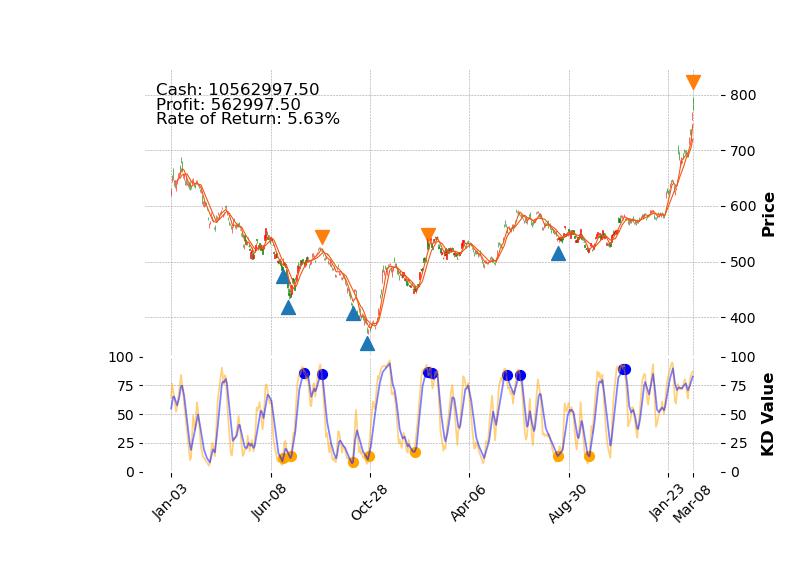 Cash: 10562997.50
Profit: 562997.50
Rate of Return: 5.63%
800
700
600
500
400
Price
100
75
50
25
0
100
75
50
25
0
KD Value
Jan-03
Jun-08
Oct-28
Apr-06
Aug-30
Jan-23
Mar-08